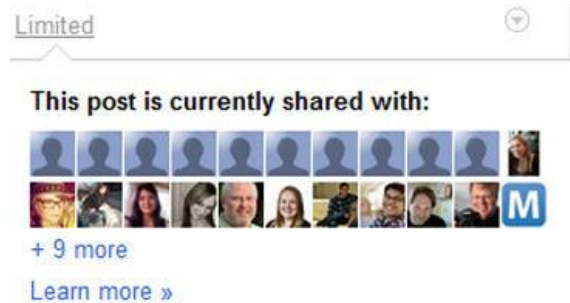 Limited
This post is currently shared with:
M
+ 9 more
Learn more »